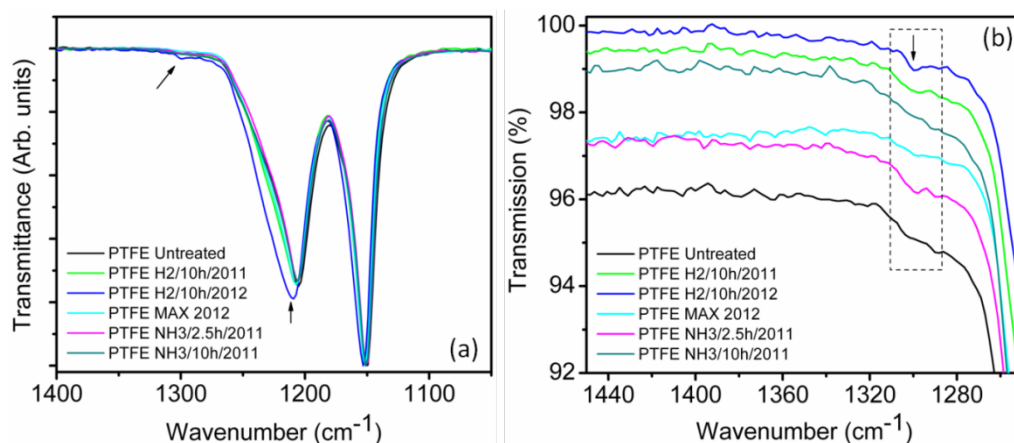 (a)
Transmittance (Arb. units)
PTFE Untreated
PTFE H2/10h/2011
PTFE H2/10h/2012
PTFE MAX 2012
PTFE NH3/2.5h/2011
PTFE NH3/10h/2011
1400 1300 1200 1100
Wavenumber (cm⁻¹)
(b)
Transmission (%)
100
98
96
94
92
PTFE Untreated
PTFE H2/10h/2011
PTFE H2/10h/2012
PTFE MAX 2012
PTFE NH3/2.5h/2011
PTFE NH3/10h/2011
1440 1400 1360 1320 1280
Wavenumber (cm⁻¹)